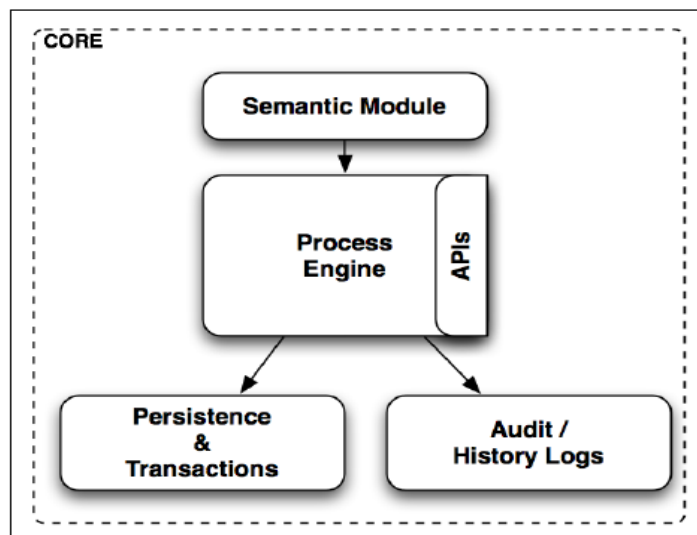 CORE
Semantic Module
Process
Engine
APIs
Persistence
&
Transactions
Audit /
History Logs